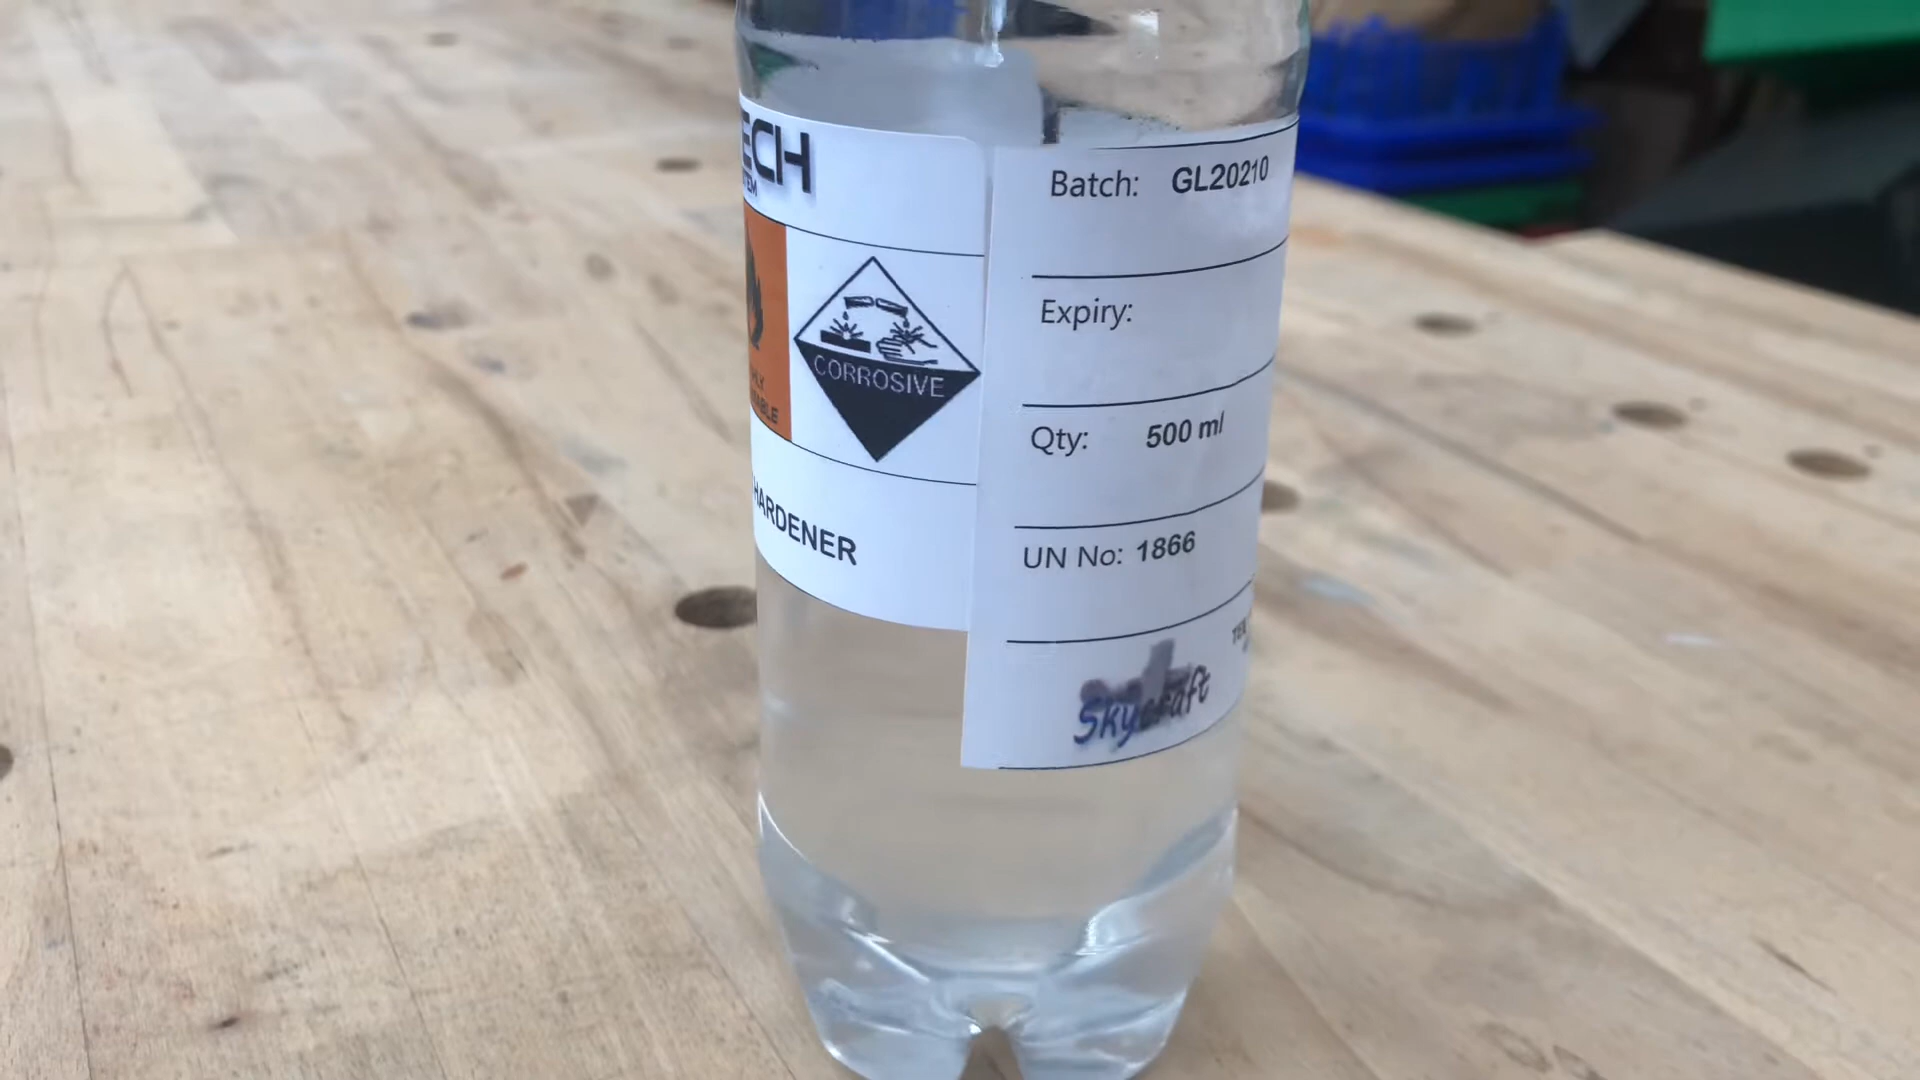 ECH
CORROSIVE
HARDENER
Batch: GL20210
Expiry:
Qty: 500 ml
UN No: 1866
Skycraft